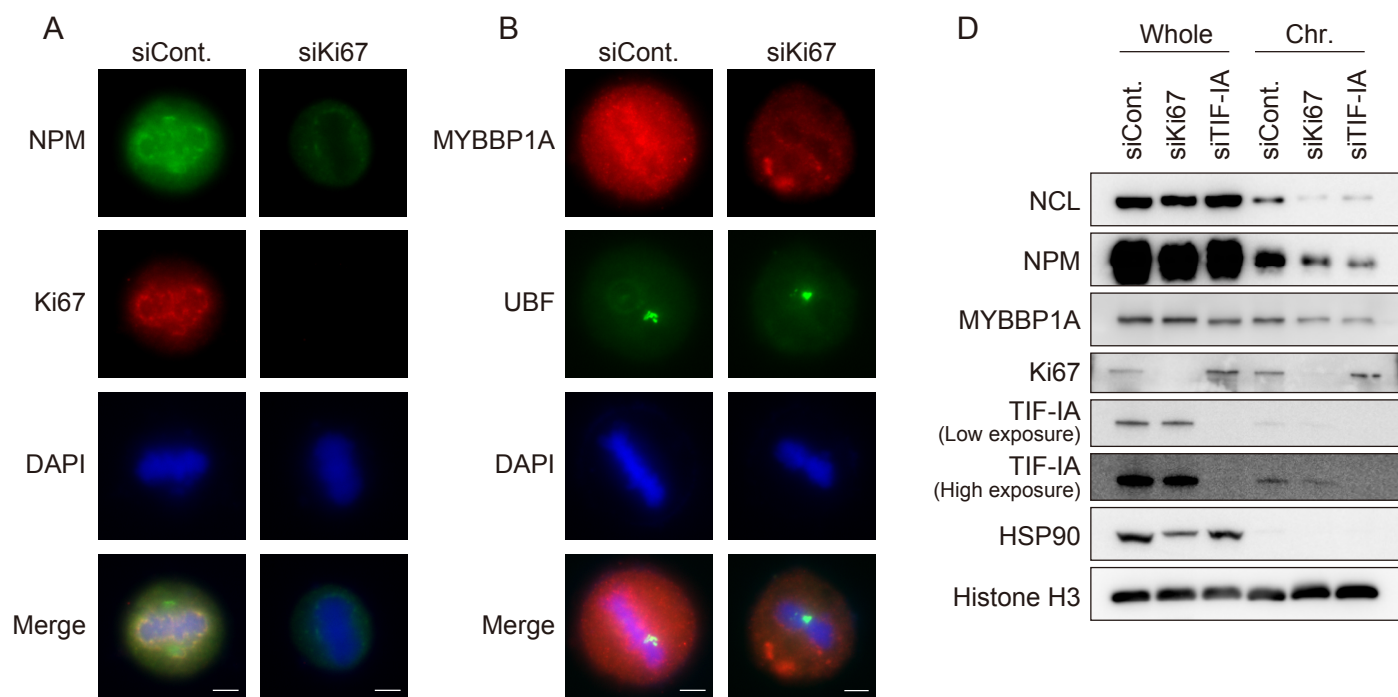 A
siCont.
siKi67
NPM
Ki67
DAPI
Merge
B
siCont.
siKi67
MYBBP1A
UBF
DAPI
Merge
D
Whole
Chr.
siCont.
siKi67
siTIF-IA
siCont.
siKi67
siTIF-IA
NCL
NPM
MYBBP1A
Ki67
TIF-IA
(Low exposure)
TIF-IA
(High exposure)
HSP90
Histone H3